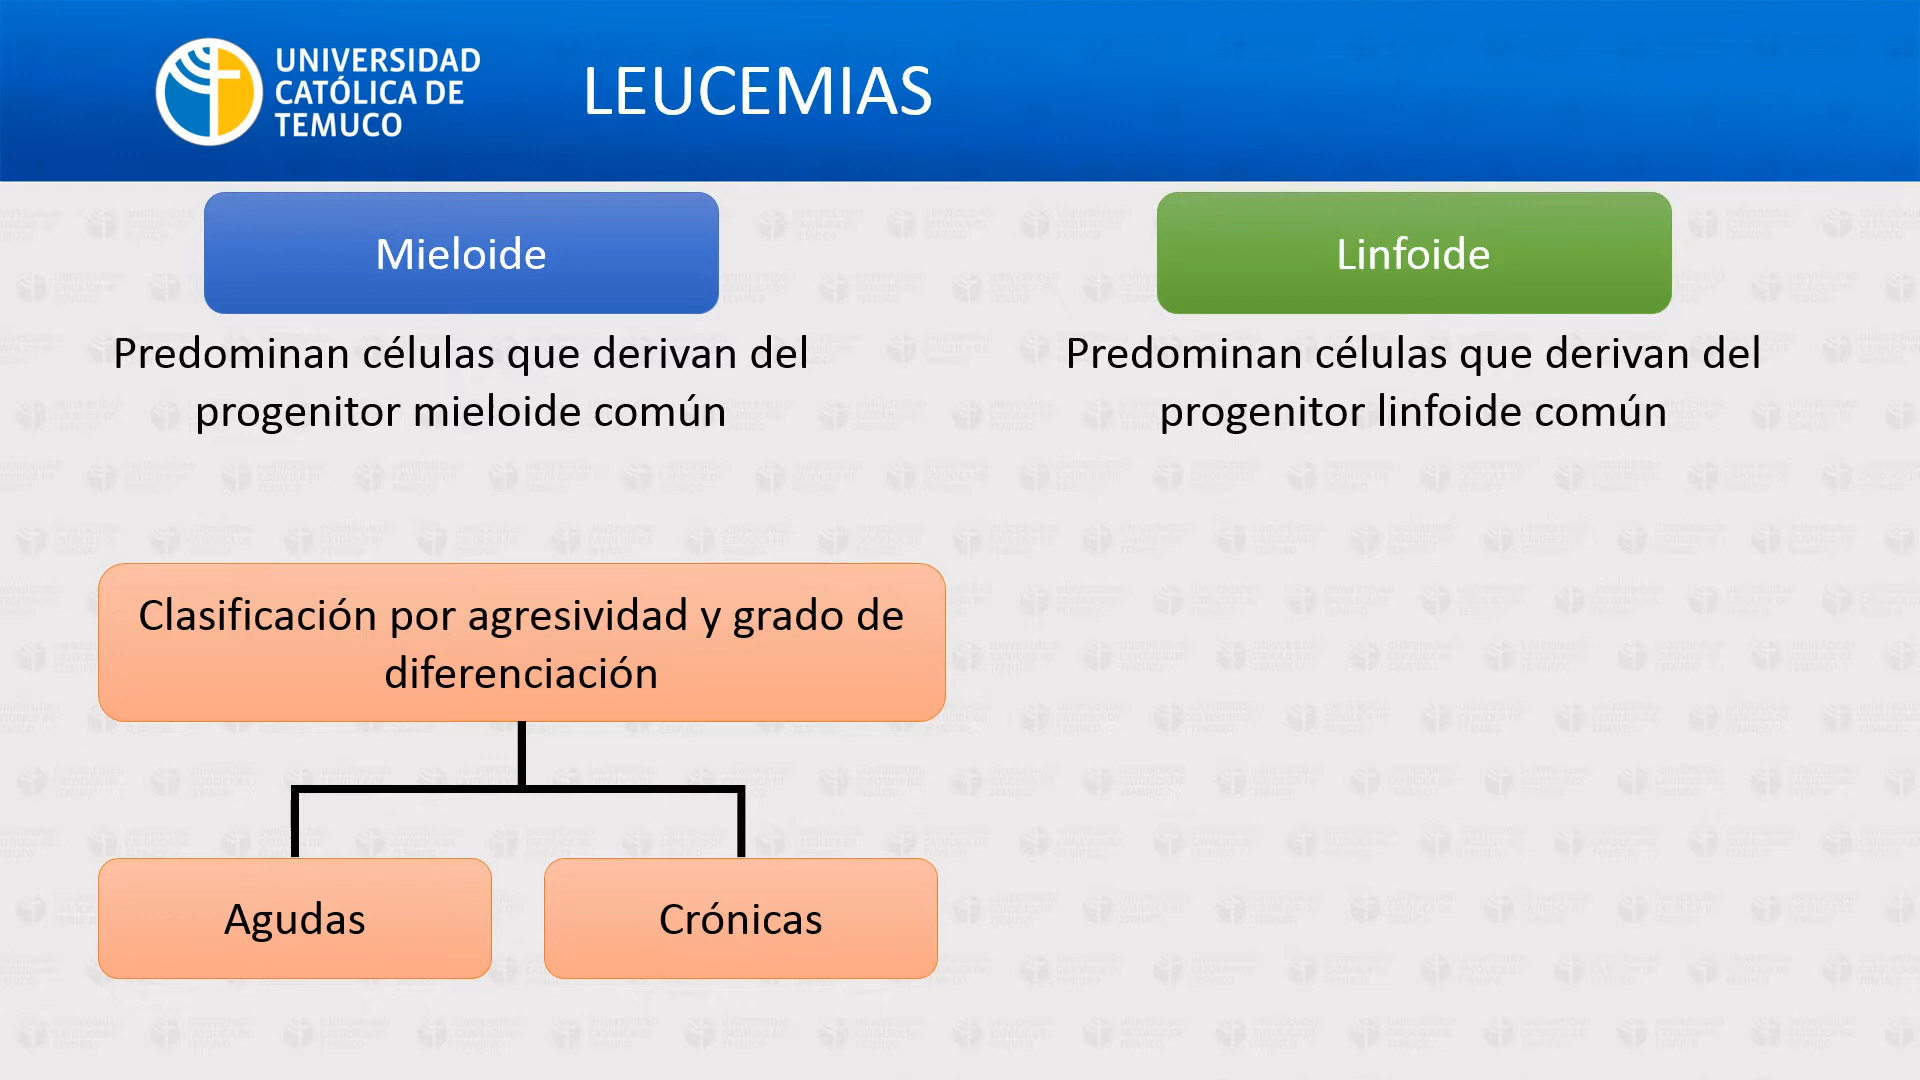 UNIVERSIDAD
CATÓLICA DE
TEMUCO
LEUCEMIAS
Mieloide
Linfoide
Predominan células que derivan del
progenitor mieloide común
Predominan células que derivan del
progenitor linfoide común
Clasificación por agresividad y grado de
diferenciación
Agudas
Crónicas